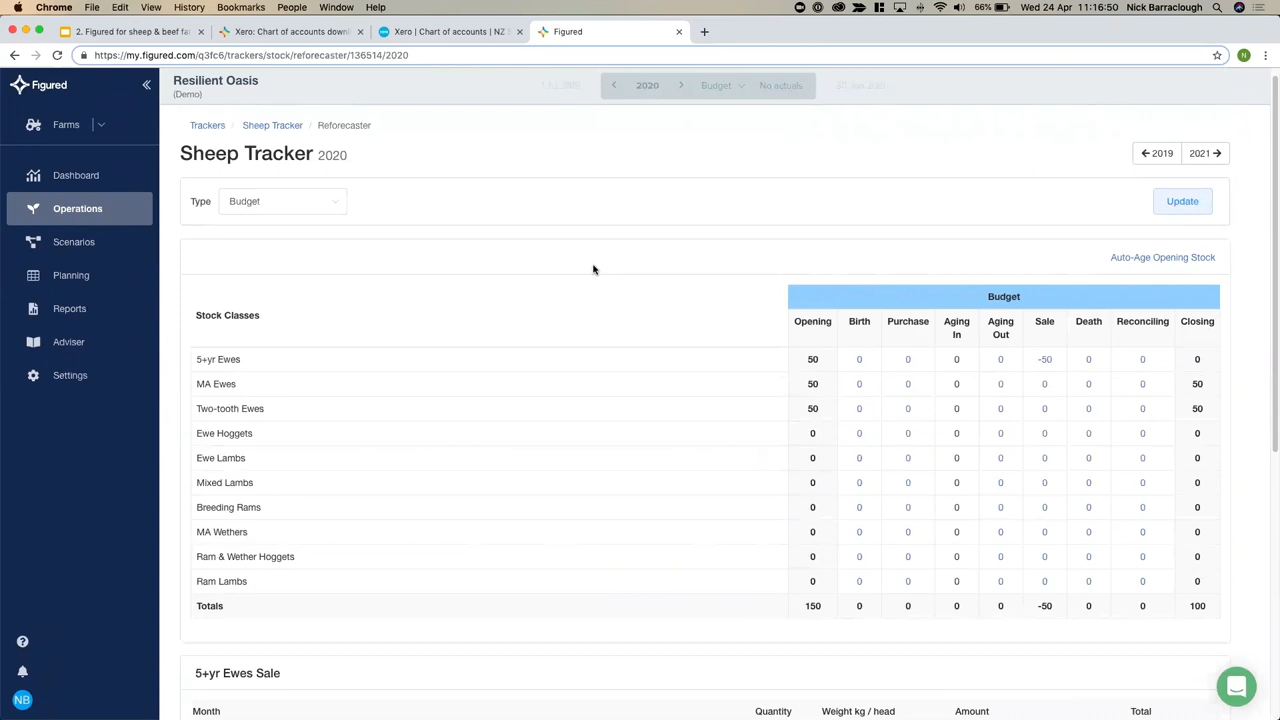 Chrome File Edit View History Bookmarks People Window Help 66% Wed 24 Apr 11:16:50 Nick Barraclough
2. Figured for sheep & beef fa Xero: Chart of accounts downl Xero | Chart of accounts | NZ S Figured
https://my.figured.com/q3fc6/trackers/stock/reforecaster/136514/2020 N
Figured
Resilient Oasis
(Demo)
2020 Budget No actuals
Farms
Trackers / Sheep Tracker / Reforecaster
Sheep Tracker 2020
2019 2021
Dashboard
Operations
Scenarios
Planning
Reports
Adviser
Settings
NB
Type Budget Update
Auto-Age Opening Stock
Budget
Stock Classes Opening Birth Purchase Aging In Aging Out Sale Death Reconciling Closing
5+yr Ewes 50 0 0 0 0 -50 0 0 0
MA Ewes 50 0 0 0 0 0 0 0 50
Two-tooth Ewes 50 0 0 0 0 0 0 0 50
Ewe Hoggets 0 0 0 0 0 0 0 0 0
Ewe Lambs 0 0 0 0 0 0 0 0 0
Mixed Lambs 0 0 0 0 0 0 0 0 0
Breeding Rams 0 0 0 0 0 0 0 0 0
MA Wethers 0 0 0 0 0 0 0 0 0
Ram & Wether Hoggets 0 0 0 0 0 0 0 0 0
Ram Lambs 0 0 0 0 0 0 0 0 0
Totals 150 0 0 0 0 -50 0 0 100
5+yr Ewes Sale
Month Quantity Weight kg / head Amount Total